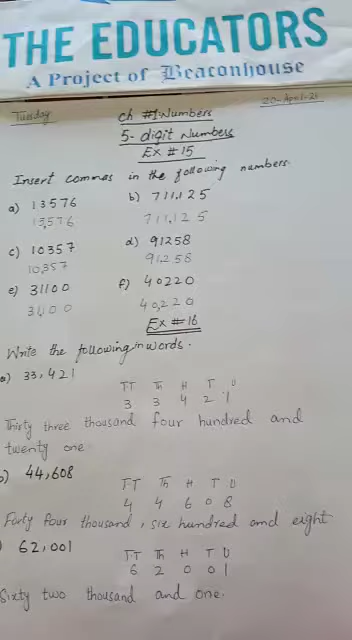 THE EDUCATORS
A Project of Beaconhouse
Tuesday 20-April-21
ch #1 Numbers
5-digit Numbers
Ex #15
Insert commas in the following numbers.
a) 13576 b) 711,125
13,576 711,125
c) 10357 d) 91258
10,357 91,258
e) 31100 f) 40220
31,100 40,220
Ex #16
Write the following in words.
a) 33,421
TT Th H T U
3 3 4 2 1
Thirty three thousand four hundred and
twenty one
b) 44,608
TT Th H T U
4 4 6 0 8
Forty four thousand, six hundred and eight
) 62,001
TT Th H T U
6 2 0 0 1
Sixty two thousand and one.